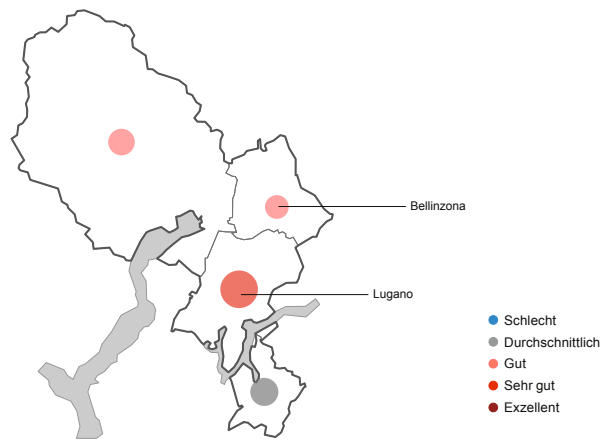 Bellinzona
Lugano
Schlecht
Durchschnittlich
Gut
Sehr gut
Exzellent